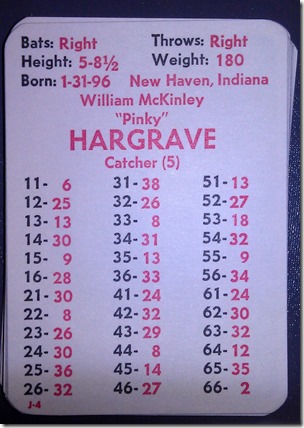 Bats: Right Throws: Right
Height: 5-8½ Weight: 180
Born: 1-31-96 New Haven, Indiana
William McKinley
"Pinky"
HARGRAVE
Catcher (5)
11- 6 31- 38 51- 13
12- 25 32- 26 52- 27
13- 13 33- 8 53- 18
14- 30 34- 31 54- 32
15- 9 35- 13 55- 9
16- 28 36- 33 56- 34
21- 30 41- 24 61- 24
22- 8 42- 32 62- 30
23- 26 43- 29 63- 32
24- 30 44- 8 64- 12
25- 36 45- 14 65- 35
26- 32 46- 27 66- 2
J-4